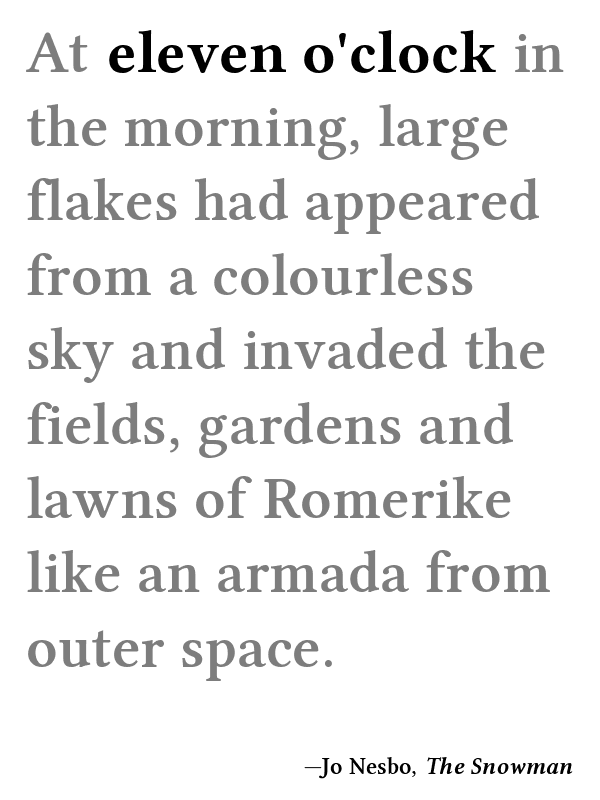 At eleven o'clock in
the morning, large
flakes had appeared
from a colourless
sky and invaded the
fields, gardens and
lawns of Romerike
like an armada from
outer space.
—Jo Nesbo, The Snowman